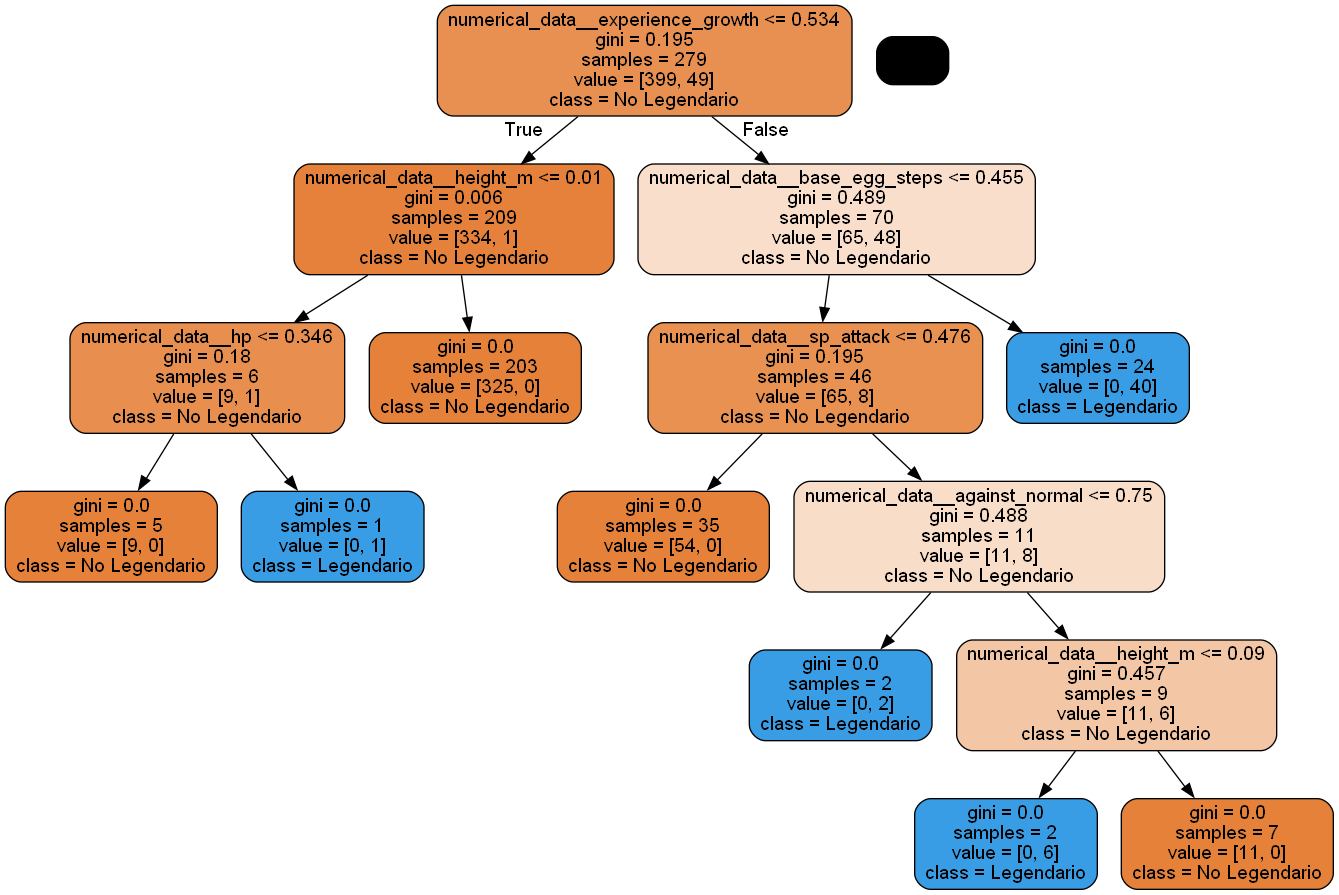 numerical_data__experience_growth <= 0.534
gini = 0.195
samples = 279
value = [399, 49]
class = No Legendario
True
False
numerical_data__height_m <= 0.01
gini = 0.006
samples = 209
value = [334, 1]
class = No Legendario
numerical_data__base_egg_steps <= 0.455
gini = 0.489
samples = 70
value = [65, 48]
class = No Legendario
numerical_data__hp <= 0.346
gini = 0.18
samples = 6
value = [9, 1]
class = No Legendario
gini = 0.0
samples = 203
value = [325, 0]
class = No Legendario
numerical_data__sp_attack <= 0.476
gini = 0.195
samples = 46
value = [65, 8]
class = No Legendario
gini = 0.0
samples = 24
value = [0, 40]
class = Legendario
gini = 0.0
samples = 5
value = [9, 0]
class = No Legendario
gini = 0.0
samples = 1
value = [0, 1]
class = Legendario
gini = 0.0
samples = 35
value = [54, 0]
class = No Legendario
numerical_data__against_normal <= 0.75
gini = 0.488
samples = 11
value = [11, 8]
class = No Legendario
gini = 0.0
samples = 2
value = [0, 2]
class = Legendario
numerical_data__height_m <= 0.09
gini = 0.457
samples = 9
value = [11, 6]
class = No Legendario
gini = 0.0
samples = 2
value = [0, 6]
class = Legendario
gini = 0.0
samples = 7
value = [11, 0]
class = No Legendario